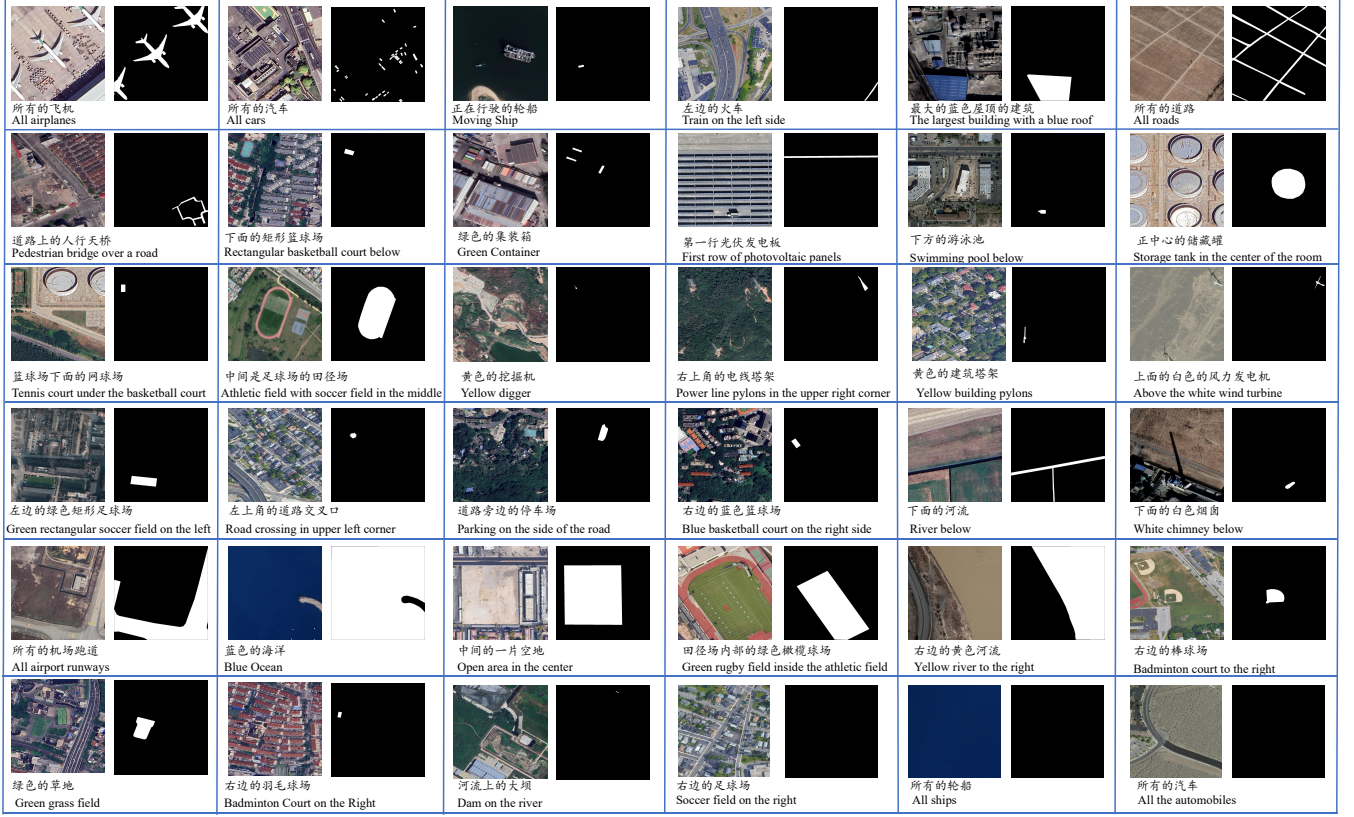 所有的飞机
All airplanes
所有的汽车
All cars
正在行驶的轮船
Moving Ship
左边的火车
Train on the left side
最大的蓝色屋顶的建筑
The largest building with a blue roof
所有的道路
All roads
道路上的人行天桥
Pedestrian bridge over a road
下面的矩形篮球场
Rectangular basketball court below
绿色的集装箱
Green Container
第一行光伏发电板
First row of photovoltaic panels
下方的游泳池
Swimming pool below
正中心的储藏罐
Storage tank in the center of the room
篮球场下面的网球场
Tennis court under the basketball court
中间是足球场的田径场
Athletic field with soccer field in the middle
黄色的挖掘机
Yellow digger
右上角的电线塔架
Power line pylons in the upper right corner
黄色的建筑塔架
Yellow building pylons
上面的白色的风力发电机
Above the white wind turbine
左边的绿色矩形足球场
Green rectangular soccer field on the left
左上角的道路交叉口
Road crossing in upper left corner
道路旁边的停车场
Parking on the side of the road
右边的蓝色篮球场
Blue basketball court on the right side
下面的河流
River below
下面的白色烟囱
White chimney below
所有的机场跑道
All airport runways
蓝色的海洋
Blue Ocean
中间的一片空地
Open area in the center
田径场内部的绿色橄榄球场
Green rugby field inside the athletic field
右边的黄色河流
Yellow river to the right
右边的棒球场
Badminton court to the right
绿色的草地
Green grass field
右边的羽毛球场
Badminton Court on the Right
河流上的大坝
Dam on the river
右边的足球场
Soccer field on the right
所有的轮船
All ships
所有的汽车
All the automobiles